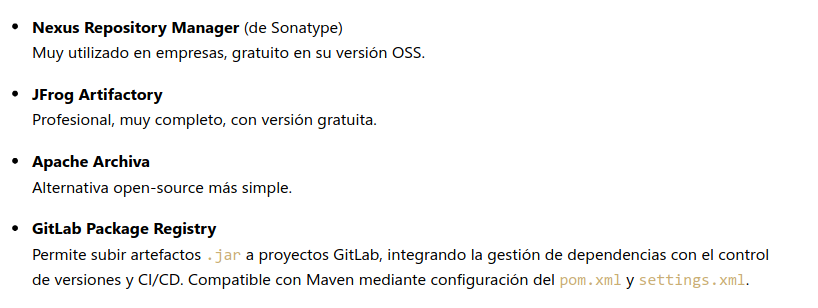 • Nexus Repository Manager (de Sonatype)
Muy utilizado en empresas, gratuito en su versión OSS.
• JFrog Artifactory
Profesional, muy completo, con versión gratuita.
• Apache Archiva
Alternativa open-source más simple.
• GitLab Package Registry
Permite subir artefactos .jar a proyectos GitLab, integrando la gestión de dependencias con el control
de versiones y CI/CD. Compatible con Maven mediante configuración del pom.xml y settings.xml.